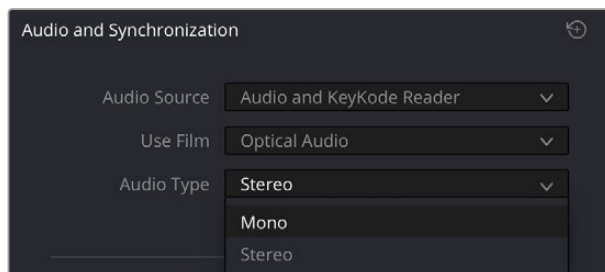 Audio and Synchronization
Audio Source Audio and KeyKode Reader
Use Film Optical Audio
Audio Type Stereo
Mono
Stereo